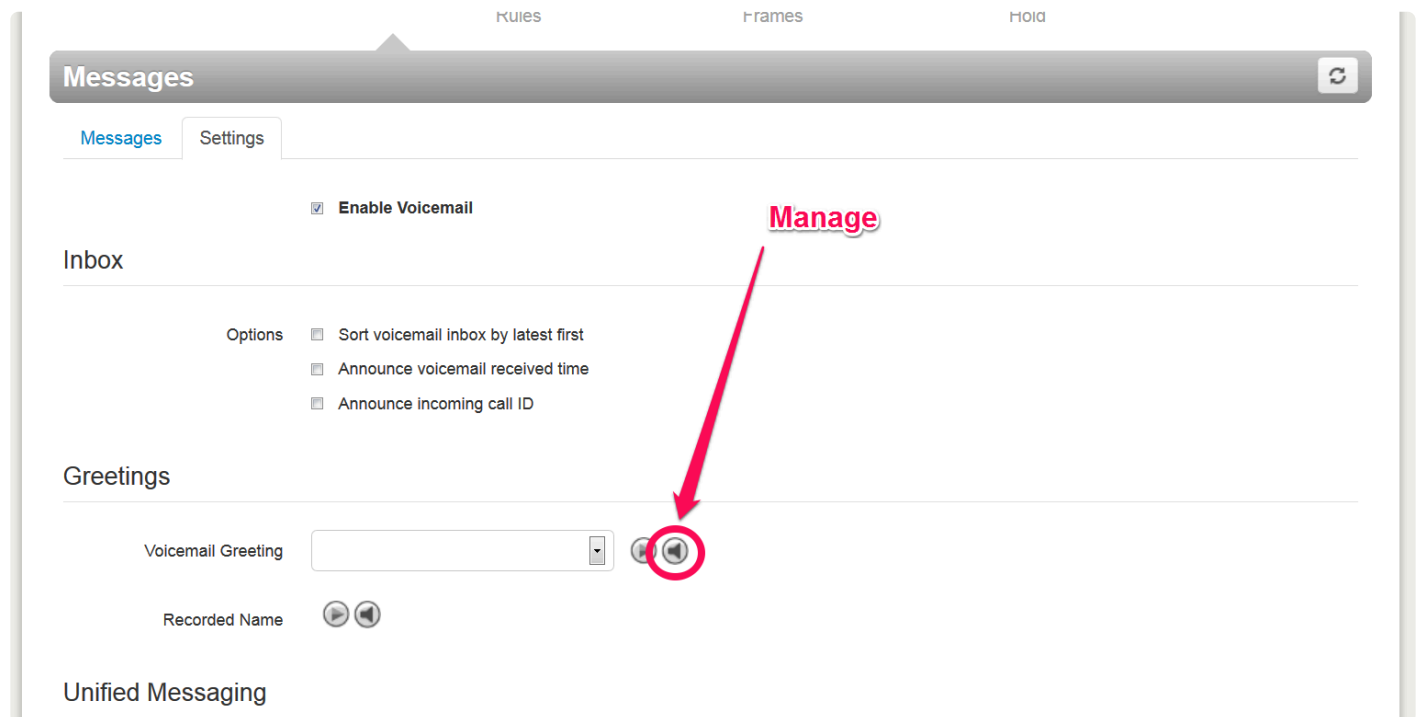 Rules Frames Hold
Messages
Messages Settings
Enable Voicemail
Manage
Inbox
Options Sort voicemail inbox by latest first
Announce voicemail received time
Announce incoming call ID
Greetings
Voicemail Greeting
Recorded Name
Unified Messaging